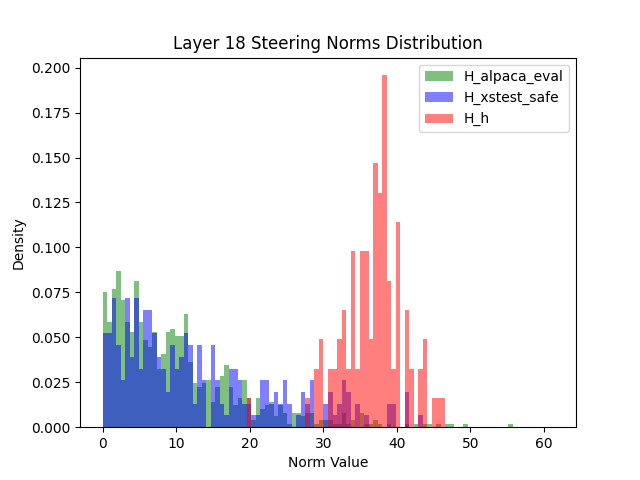 Layer 18 Steering Norms Distribution
H_alpaca_eval
H_xstest_safe
H_h
Density
0.200
0.175
0.150
0.125
0.100
0.075
0.050
0.025
0.000
0 10 20 30 40 50 60
Norm Value